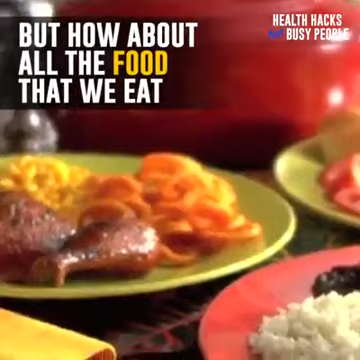 BUT HOW ABOUT
ALL THE FOOD
THAT WE EAT
HEALTH HACKS
BUSY PEOPLE